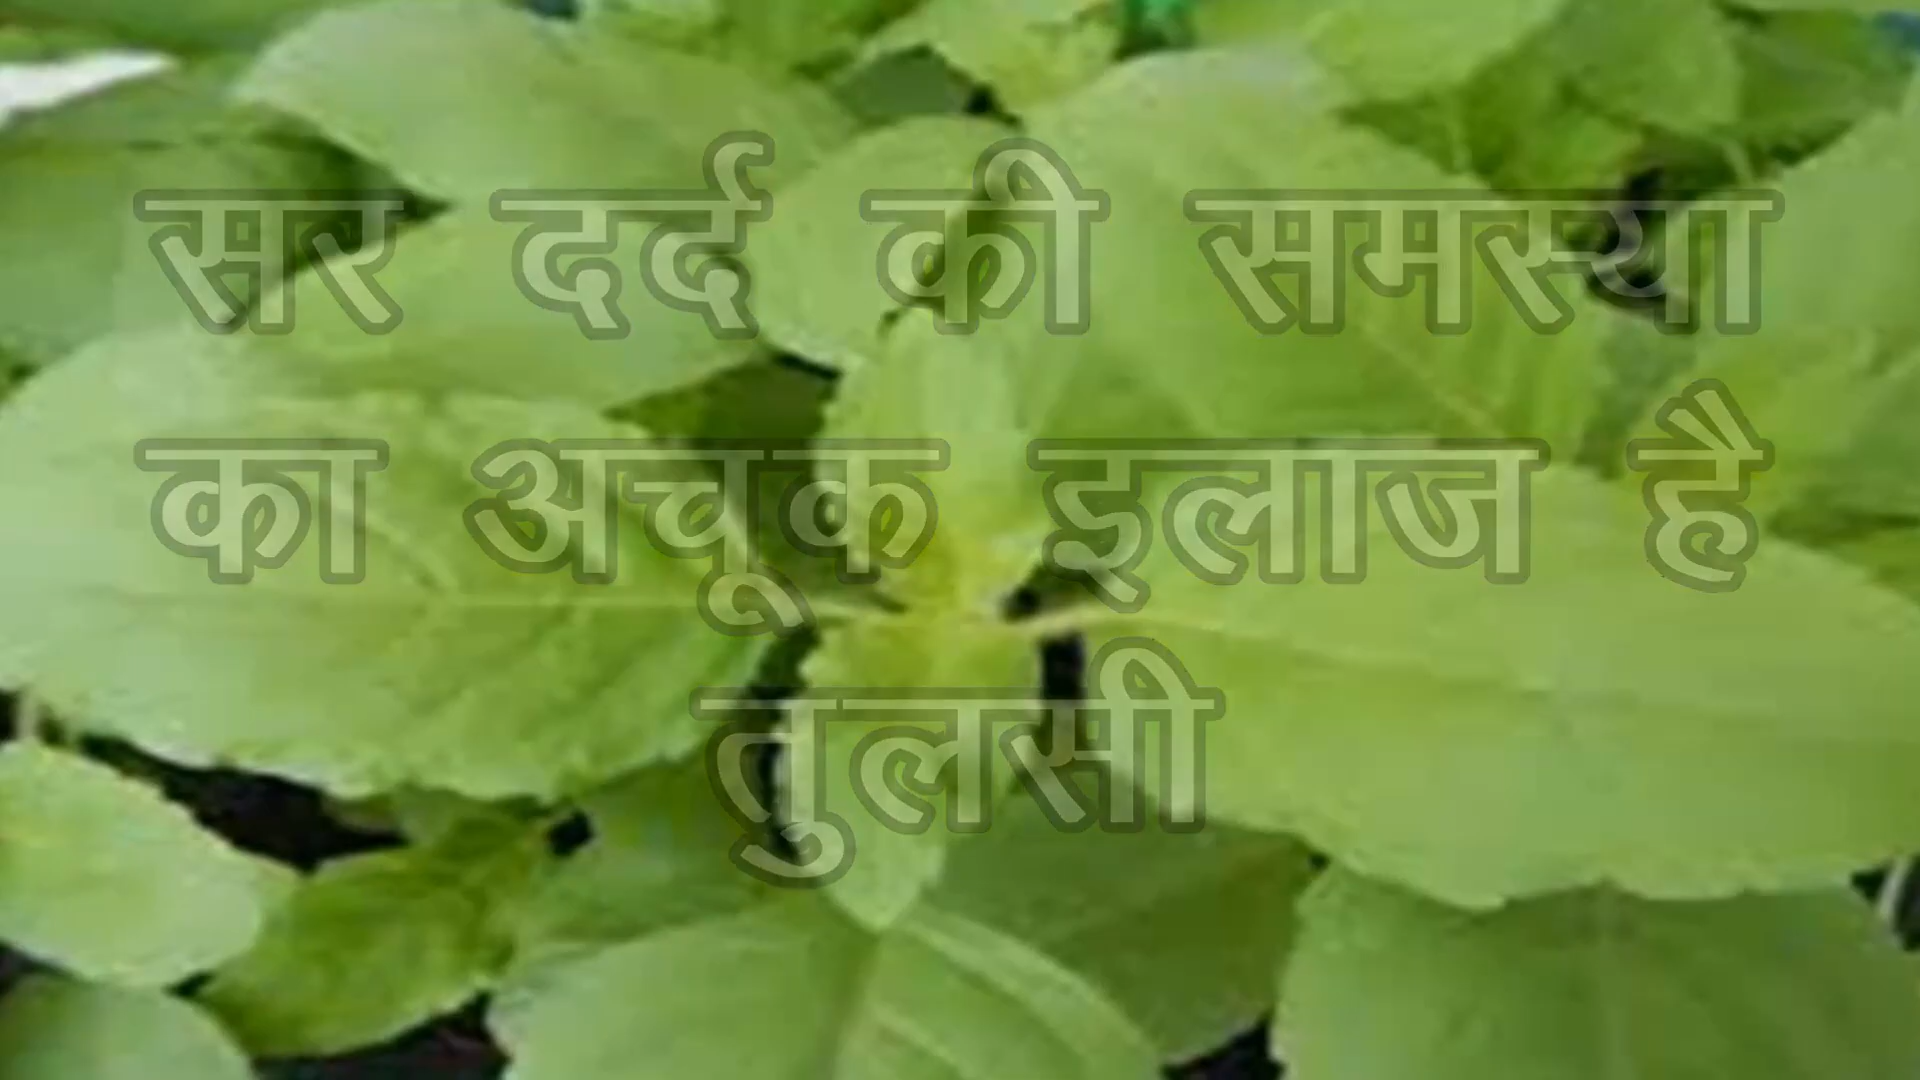 सर दर्द की समस्या
का अचूक इलाज है
तुलसी